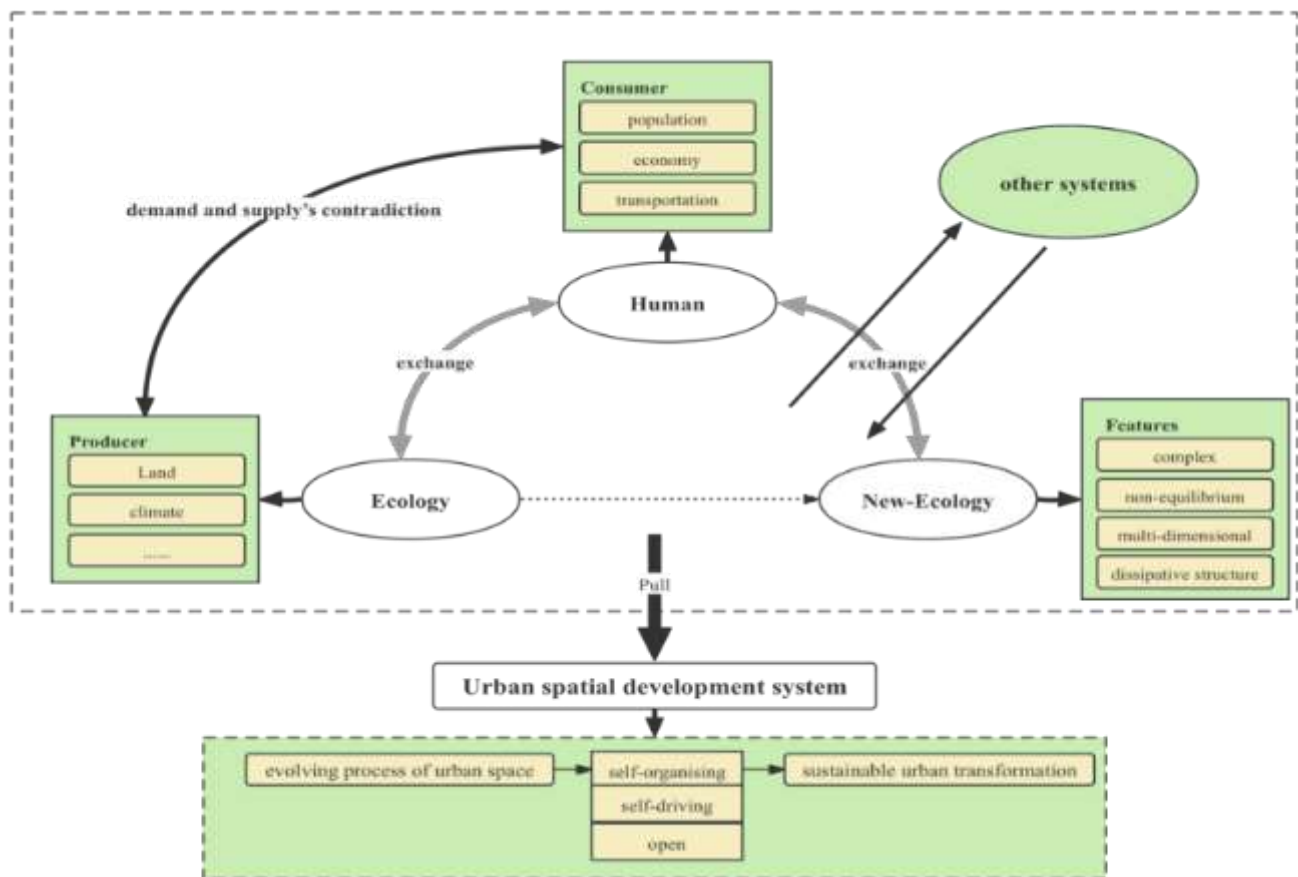 Consumer
population
economy
transportation
other systems
demand and supply's contradiction
Human
exchange
exchange
Producer
Land
climate
......
Features
complex
non-equilibrium
multi-dimensional
dissipative structure
Ecology
New-Ecology
Pull
Urban spatial development system
evolving process of urban space
self-organising
sustainable urban transformation
self-driving
open